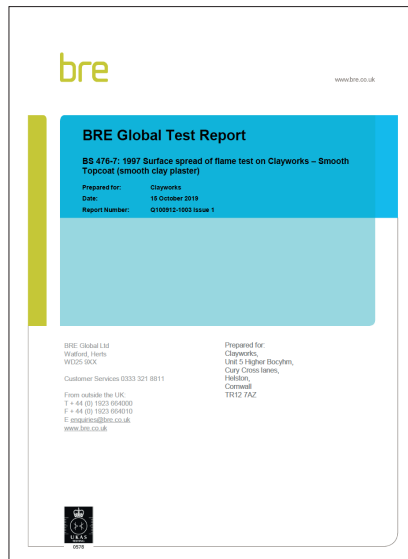 bre
www.bre.co.uk
BRE Global Test Report
BS 476-7: 1997 Surface spread of flame test on Clayworks – Smooth
Topcoat (smooth clay plaster)
Prepared for: Clayworks
Date: 15 October 2019
Report Number: Q100912-1003 Issue 1
BRE Global Ltd
Watford, Herts
WD25 9XX
Customer Services 0333 321 8811
From outside the UK:
T + 44 (0) 1923 664000
F + 44 (0) 1923 664010
E enquiries@bre.co.uk
www.bre.co.uk
Prepared for:
Clayworks,
Unit 5 Higher Bocyhm,
Cury Cross lanes,
Helston,
Cornwall
TR12 7AZ
UKAS
TESTING
0578